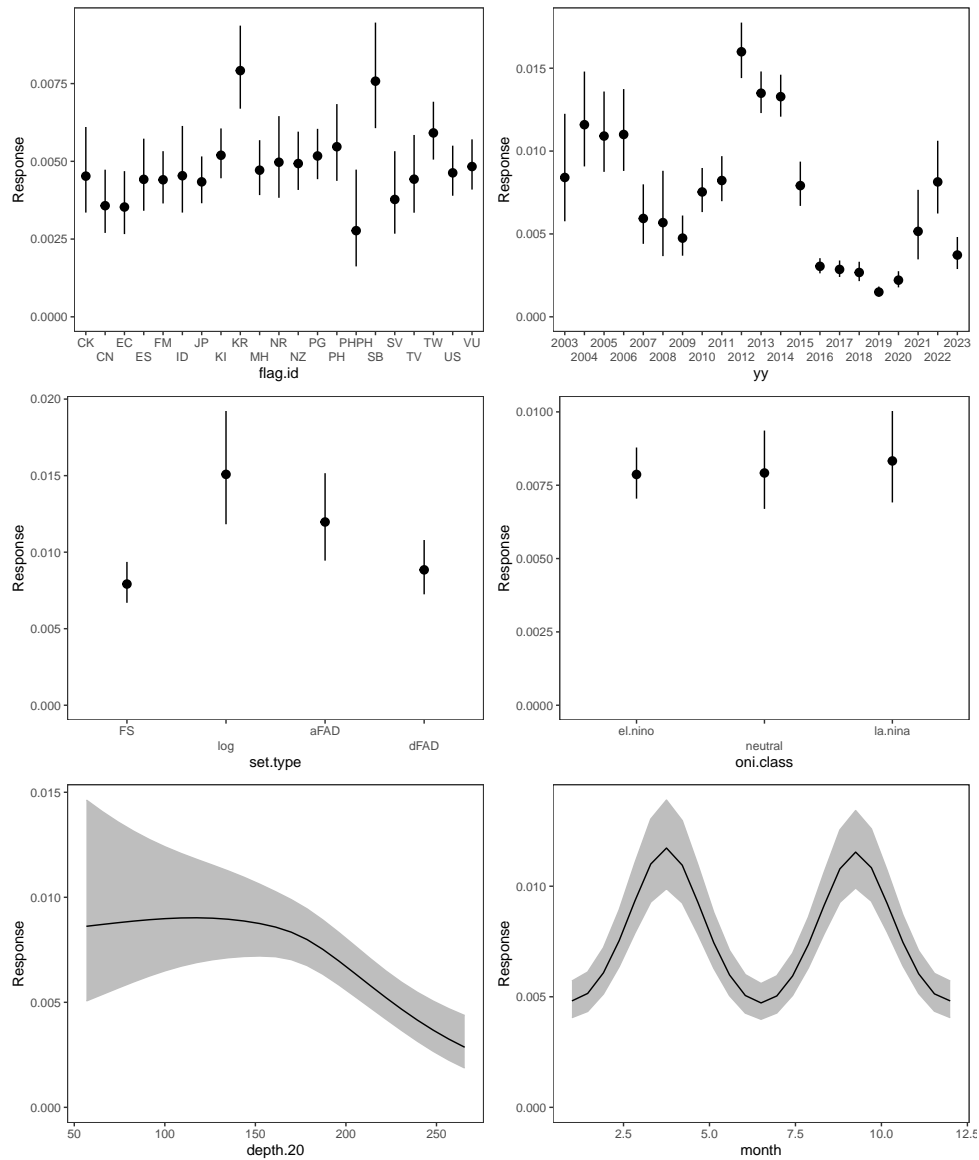 Response
0.0075
0.0050
0.0025
0.0000
CK EC FM JP KR NR PG PHPH SV TW VU
CN ES ID KI MH NZ PH SB TV US
flag.id
Response
0.015
0.010
0.005
0.000
2003 2005 2007 2009 2011 2013 2015 2017 2019 2021 2023
2004 2006 2008 2010 2012 2014 2016 2018 2020 2022
yy
Response
0.020
0.015
0.010
0.005
0.000
FS aFAD
log dFAD
set.type
Response
0.0100
0.0075
0.0050
0.0025
0.0000
el.nino la.nina
neutral
oni.class
Response
0.015
0.010
0.005
0.000
50 100 150 200 250
depth.20
Response
0.010
0.005
0.000
2.5 5.0 7.5 10.0 12.5
month